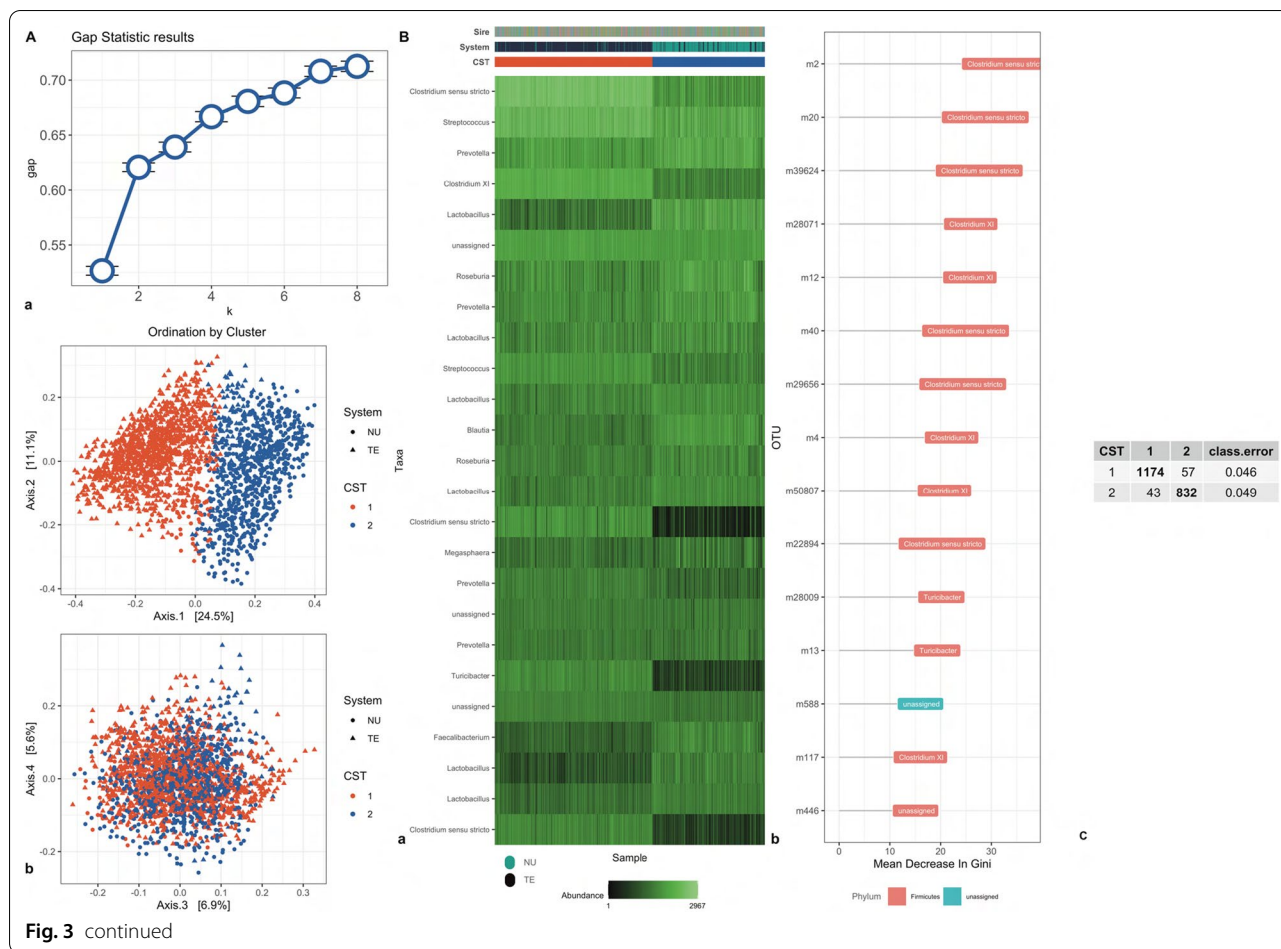 A
Gap Statistic results
gap
0.70
0.65
0.60
0.55
2 4 6 8
k
a
Ordination by Cluster
Axis.2 [11.1%]
0.2
0.0
-0.2
-0.4
-0.4 -0.2 0.0 0.2 0.4
Axis.1 [24.5%]
System
NU
TE
CST
1
2
Axis.4 [5.6%]
0.2
0.0
-0.2
-0.2 -0.1 0.0 0.1 0.2 0.3
Axis.3 [6.9%]
System
NU
TE
CST
1
2
b
B
Sire
System
CST
Taxa
Clostridium sensu stricto
Streptococcus
Prevotella
Clostridium XI
Lactobacillus
unassigned
Roseburia
Prevotella
Lactobacillus
Streptococcus
Lactobacillus
Blautia
Roseburia
Lactobacillus
Clostridium sensu stricto
Megasphaera
Prevotella
unassigned
Prevotella
Turicibacter
unassigned
Faecalibacterium
Lactobacillus
Lactobacillus
Clostridium sensu stricto
a
Sample
NU
TE
Abundance
1 2967
OTU
m2 Clostridium sensu stric
m20 Clostridium sensu stricto
m39624 Clostridium sensu stricto
m28071 Clostridium XI
m12 Clostridium XI
m40 Clostridium sensu stricto
m29656 Clostridium sensu stricto
m4 Clostridium XI
m50807 Clostridium XI
m22894 Clostridium sensu stricto
m28009 Turicibacter
m13 Turicibacter
m588 unassigned
m117 Clostridium XI
m446 unassigned
b
0 10 20 30
Mean Decrease In Gini
Phylum Firmicutes unassigned
CST 1 2 class.error
1 1174 57 0.046
2 43 832 0.049
c
Fig. 3 continued